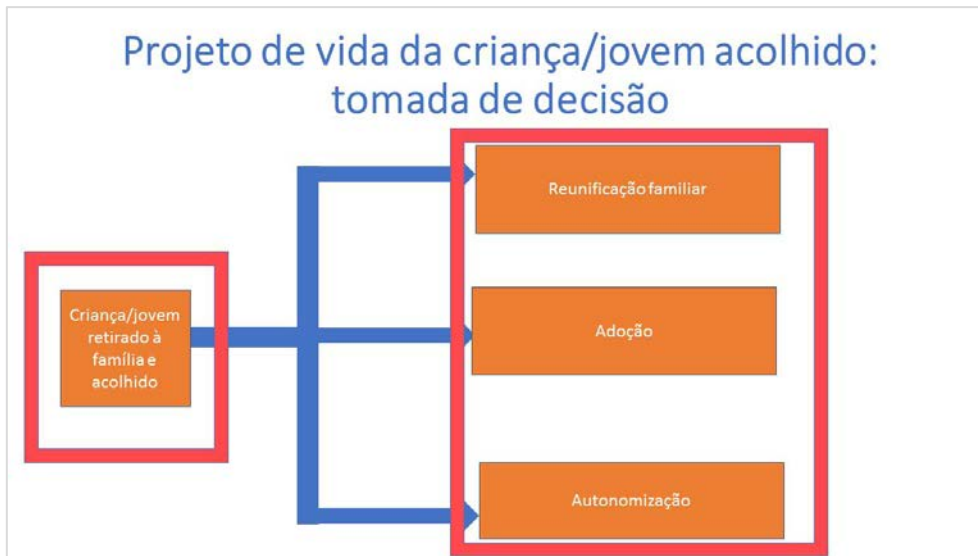 Projeto de vida da criança/jovem acolhido:
tomada de decisão
Reunificação familiar
Criança/jovem
retirado à
família e
acolhido
Adoção
Autonomização